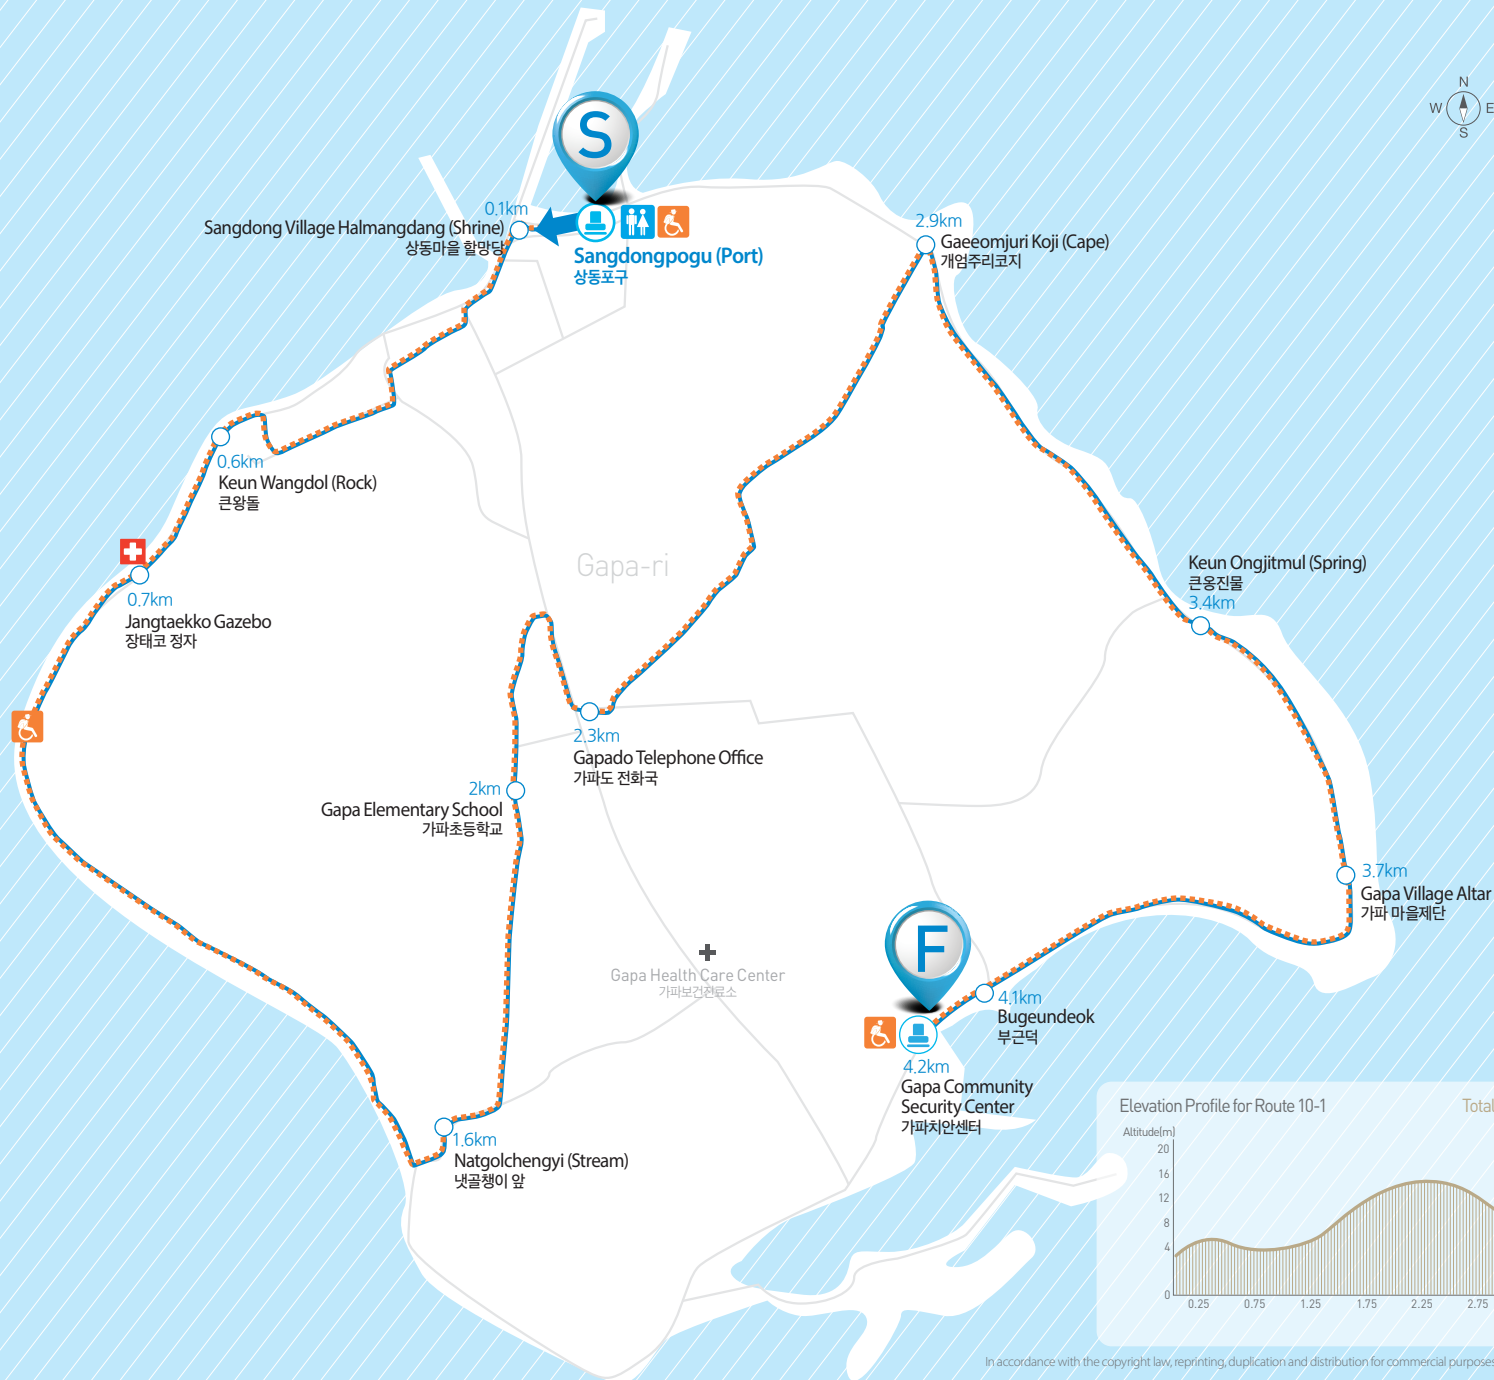 N
W
E
S
S
0.1km
Sangdong Village Halmangdang (Shrine)
상동마을 할망당
Sangdongpogu (Port)
상동포구
2.9km
Gaeeomjuri Koji (Cape)
개엄주리코지
0.6km
Keun Wangdol (Rock)
큰왕돌
0.7km
Jangtaekko Gazebo
장태코 정자
Gapa-ri
Keun Ongjitmul (Spring)
큰옹진물
3.4km
2.3km
Gapado Telephone Office
가파도 전화국
2km
Gapa Elementary School
가파초등학교
3.7km
Gapa Village Altar
가파 마을제단
F
Gapa Health Care Center
가파보건진료소
4.1km
Bugeundeok
부근덕
4.2km
Gapa Community
Security Center
가파치안센터
1.6km
Natgolchengyi (Stream)
냇골챙이 앞
Elevation Profile for Route 10-1
Total
Altitude(m)
20
16
12
8
4
0
0.25
0.75
1.25
1.75
2.25
2.75
In accordance with the copyright law, reprinting, duplication and distribution for commercial purposes